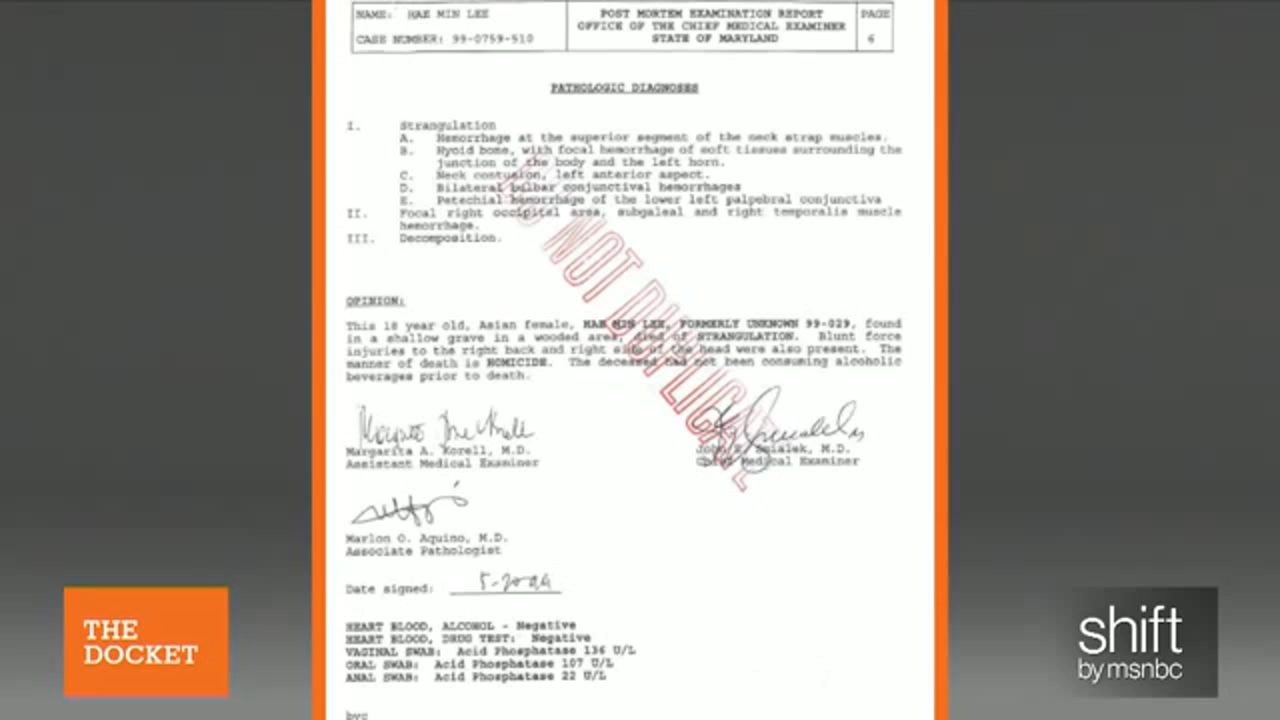 NAME: HAE MIN LEE
CASE NUMBER: 99-0759-510
POST MORTEM EXAMINATION REPORT
OFFICE OF THE CHIEF MEDICAL EXAMINER
STATE OF MARYLAND
PAGE
6
PATHOLOGIC DIAGNOSES
I. Strangulation
A. Hemorrhage at the superior segment of the neck strap muscles.
B. Hyoid bone, with focal hemorrhage of soft tissues surrounding the
junction of the body and the left horn.
C. Neck contusion, left anterior aspect.
D. Bilateral bulbar conjunctival hemorrhages
E. Petechial hemorrhage of the lower left palpebral conjunctiva
II. Focal right occipital area, subgaleal and right temporalis muscle
hemorrhage.
III. Decomposition.
DO NOT DUPLICATE
OPINION:
This 18 year old, Asian female, HAE MIN LEE, FORMERLY UNKNOWN 99-029, found
in a shallow grave in a wooded area, died of STRANGULATION. Blunt force
injuries to the right back and right side of the head were also present. The
manner of death is HOMICIDE. The deceased had not been consuming alcoholic
beverages prior to death.
Margarita A. Korell, M.D.
Assistant Medical Examiner
John E. Smialek, M.D.
Chief Medical Examiner
Marlon O. Aquino, M.D.
Associate Pathologist
Date signed:
HEART BLOOD, ALCOHOL - Negative
HEART BLOOD, DRUG TEST: Negative
VAGINAL SWAB: Acid Phosphatase 136 U/L
ORAL SWAB: Acid Phosphatase 107 U/L
ANAL SWAB: Acid Phosphatase 22 U/L
by:
THE
DOCKET
shift
by msnbc